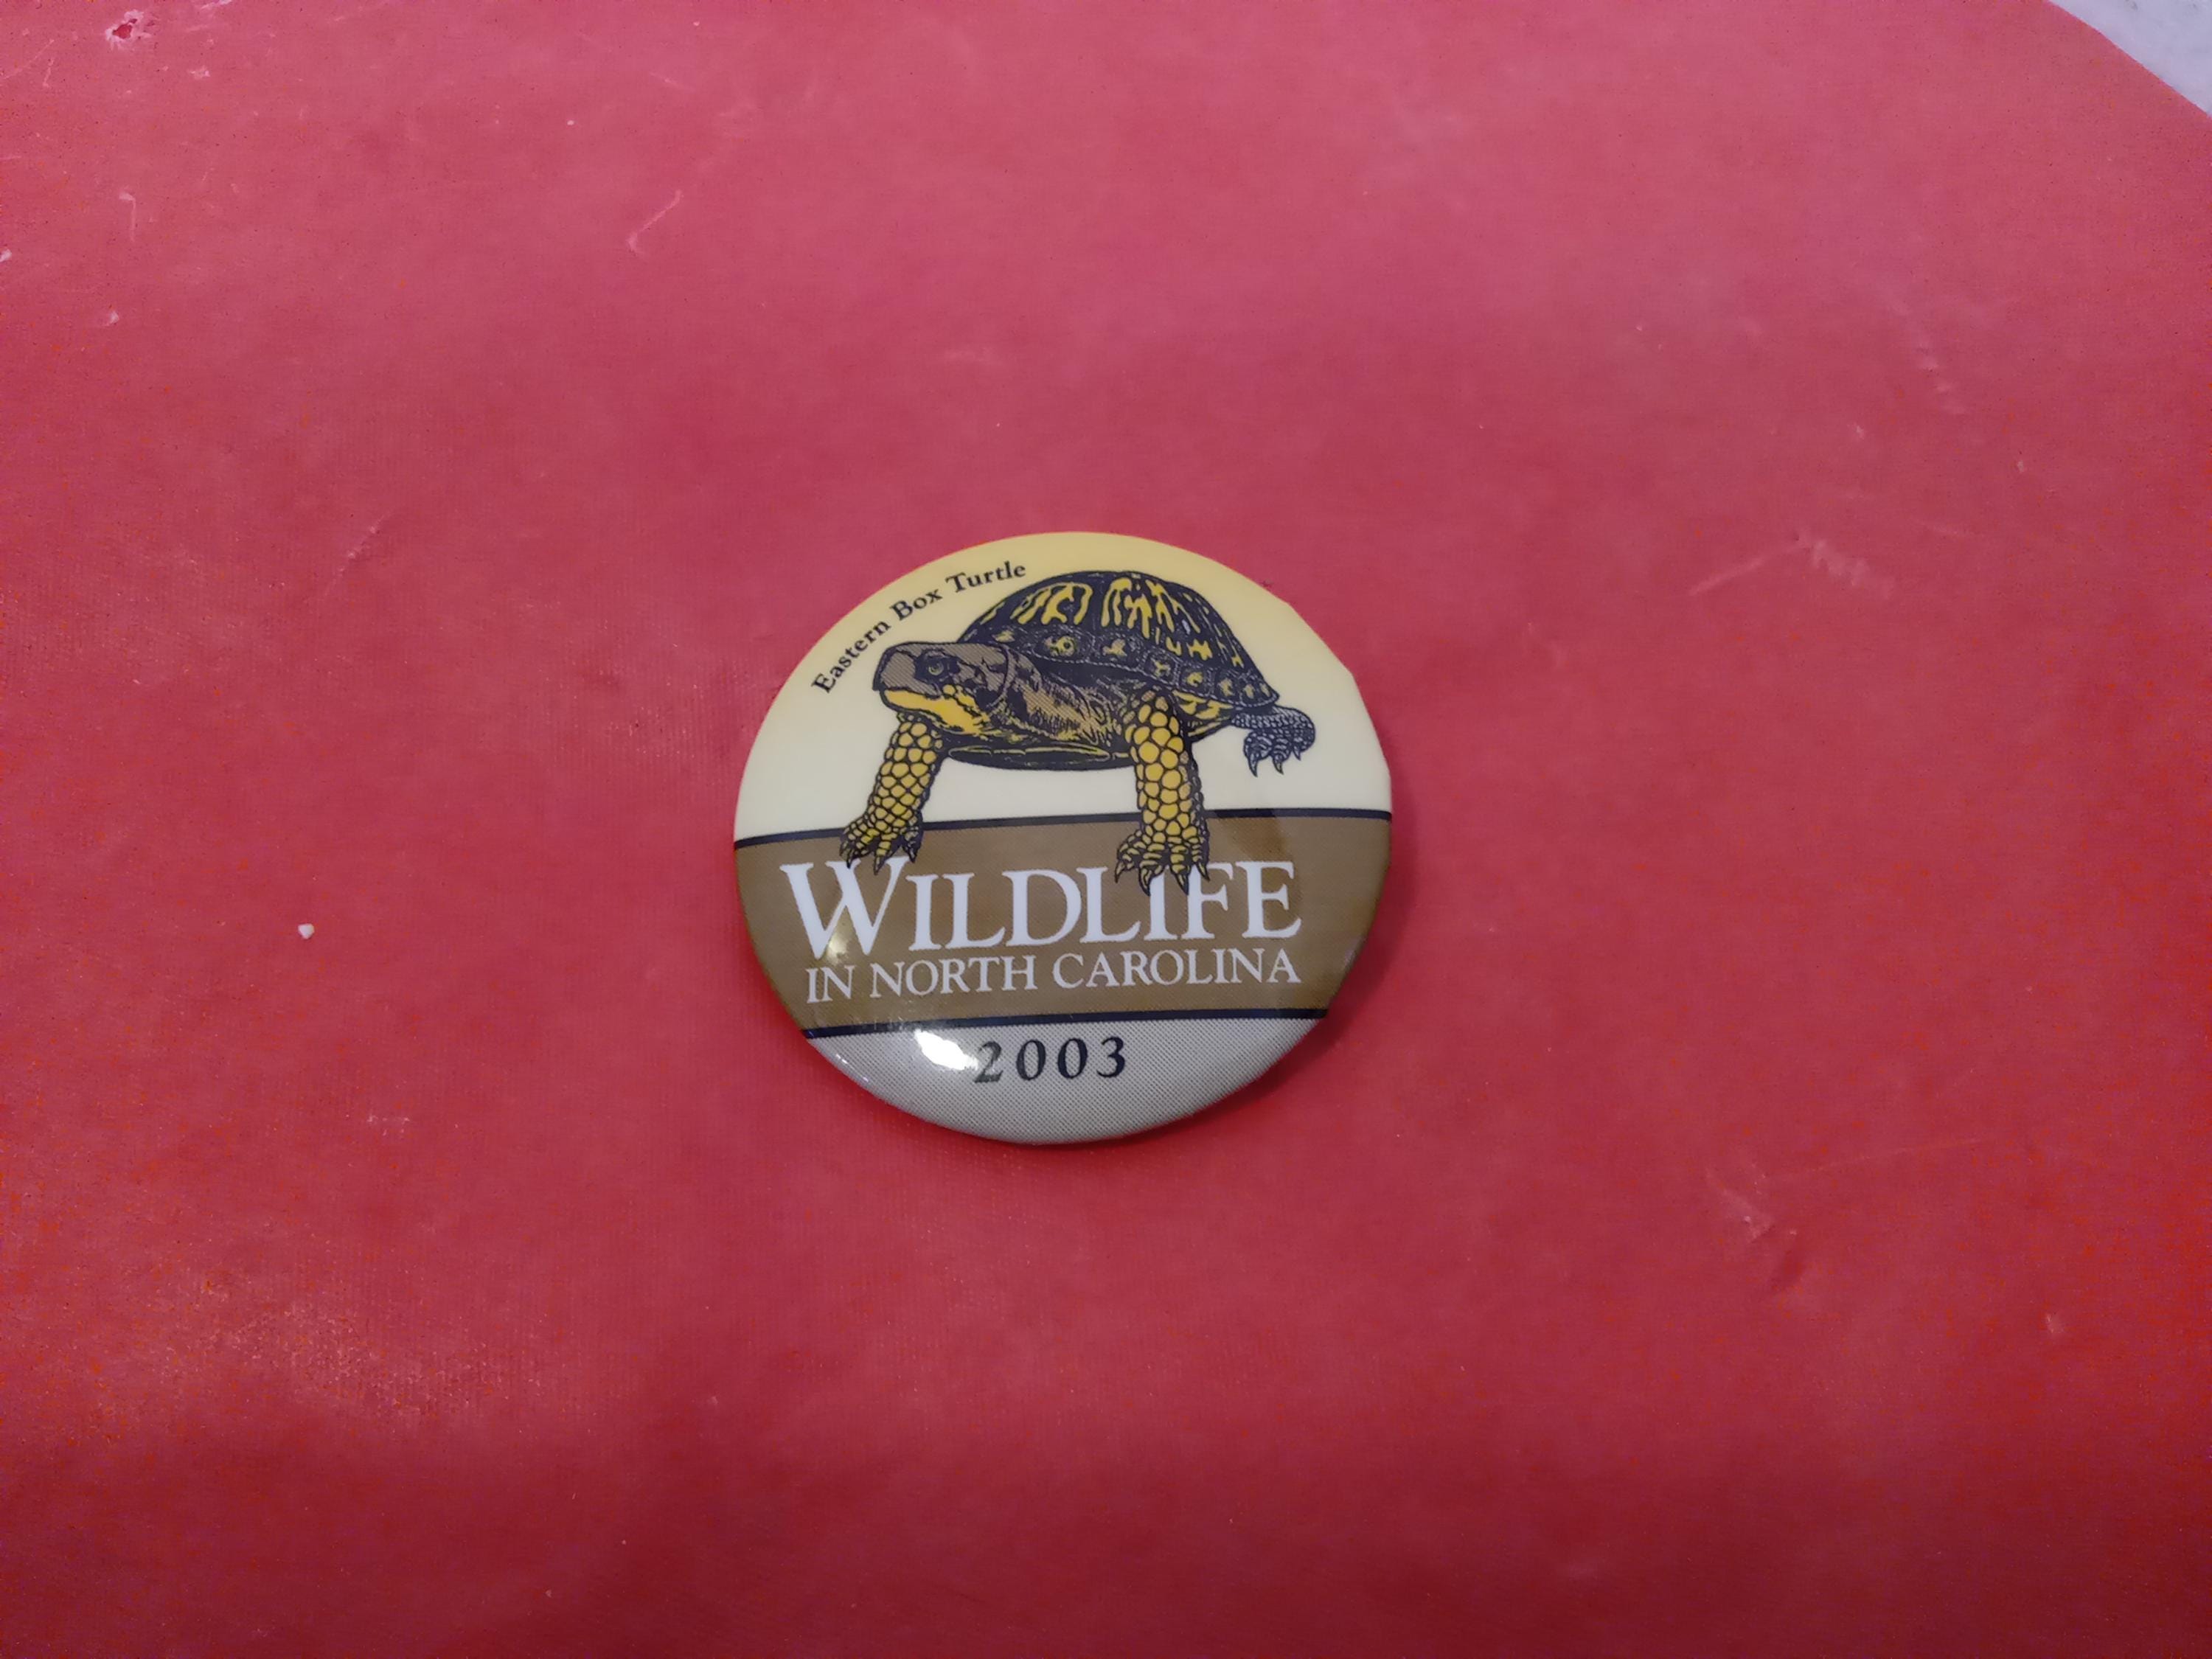 Eastern Box Turtle
WILDLIFE
IN NORTH CAROLINA
2003